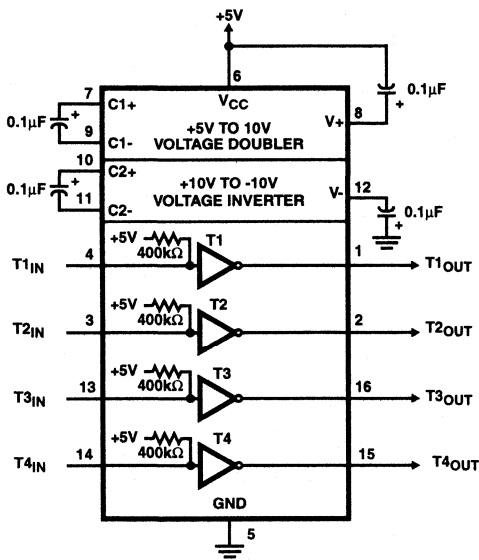 +5V
6
VCC
7
C1+
+
0.1µF
9
C1-
+5V TO 10V
VOLTAGE DOUBLER
V+
8
+
0.1µF
10
C2+
+
0.1µF
11
C2-
+10V TO -10V
VOLTAGE INVERTER
V-
12
+
0.1µF
+5V
400kΩ
T1
T1IN
4
1
T1OUT
+5V
400kΩ
T2
T2IN
3
2
T2OUT
+5V
400kΩ
T3
T3IN
13
16
T3OUT
+5V
400kΩ
T4
T4IN
14
15
T4OUT
GND
5